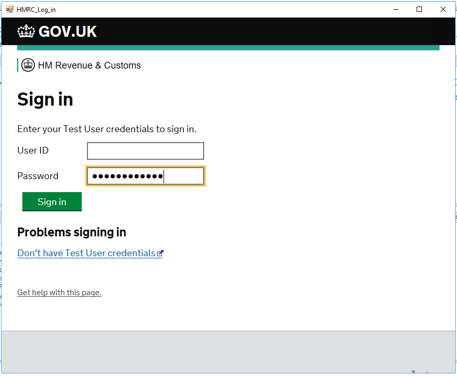 HMRC_Log_in
GOV.UK
HM Revenue & Customs
Sign in
Enter your Test User credentials to sign in.
User ID
Password ●●●●●●●●●●●●
Sign in
Problems signing in
Don't have Test User credentials
Get help with this page.